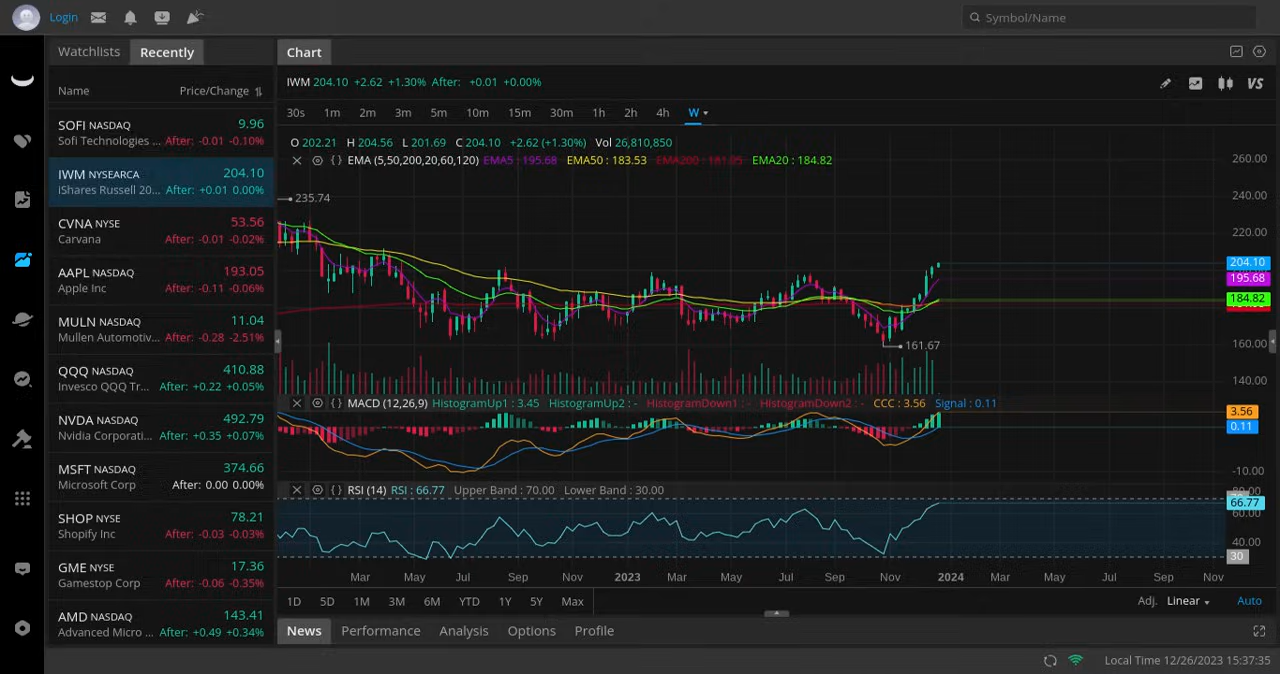 Login
Symbol/Name
Watchlists Recently
Chart
Name Price/Change
SOFI NASDAQ 9.96
Sofi Technologies ... After: -0.01 -0.10%
IWM NYSEARCA 204.10
iShares Russell 20... After: +0.01 0.00%
CVNA NYSE 53.56
Carvana After: -0.01 -0.02%
AAPL NASDAQ 193.05
Apple Inc After: -0.11 -0.06%
MULN NASDAQ 11.04
Mullen Automotiv... After: -0.28 -2.51%
QQQ NASDAQ 410.88
Invesco QQQ Tr... After: +0.22 +0.05%
NVDA NASDAQ 492.79
Nvidia Corporati... After: +0.35 +0.07%
MSFT NASDAQ 374.66
Microsoft Corp After: 0.00 0.00%
SHOP NYSE 78.21
Shopify Inc After: -0.03 -0.03%
GME NYSE 17.36
Gamestop Corp After: -0.06 -0.35%
AMD NASDAQ 143.41
Advanced Micro ... After: +0.49 +0.34%
IWM 204.10 +2.62 +1.30% After: +0.01 +0.00%
VS
30s 1m 2m 3m 5m 10m 15m 30m 1h 2h 4h W
O 202.21 H 204.56 L 201.69 C 204.10 +2.62 (+1.30%) Vol 26,810,850
EMA (5,50,200,20,60,120) EMA5 : 195.68 EMA50 : 183.53 EMA200 : 181.05 EMA20 : 184.82
260.00
240.00
235.74
220.00
204.10
195.68
184.82
161.67
160.00
140.00
MACD (12,26,9) HistogramUp1 : 3.45 HistogramUp2 : - HistogramDown1 : - HistogramDown2 : - CCC : 3.56 Signal : 0.11
3.56
0.11
-10.00
RSI (14) RSI : 66.77 Upper Band : 70.00 Lower Band : 30.00
80.00
66.77
60.00
40.00
30
Mar May Jul Sep Nov 2023 Mar May Jul Sep Nov 2024 Mar May Jul Sep Nov
1D 5D 1M 3M 6M YTD 1Y 5Y Max
Adj. Linear Auto
News Performance Analysis Options Profile
Local Time 12/26/2023 15:37:35